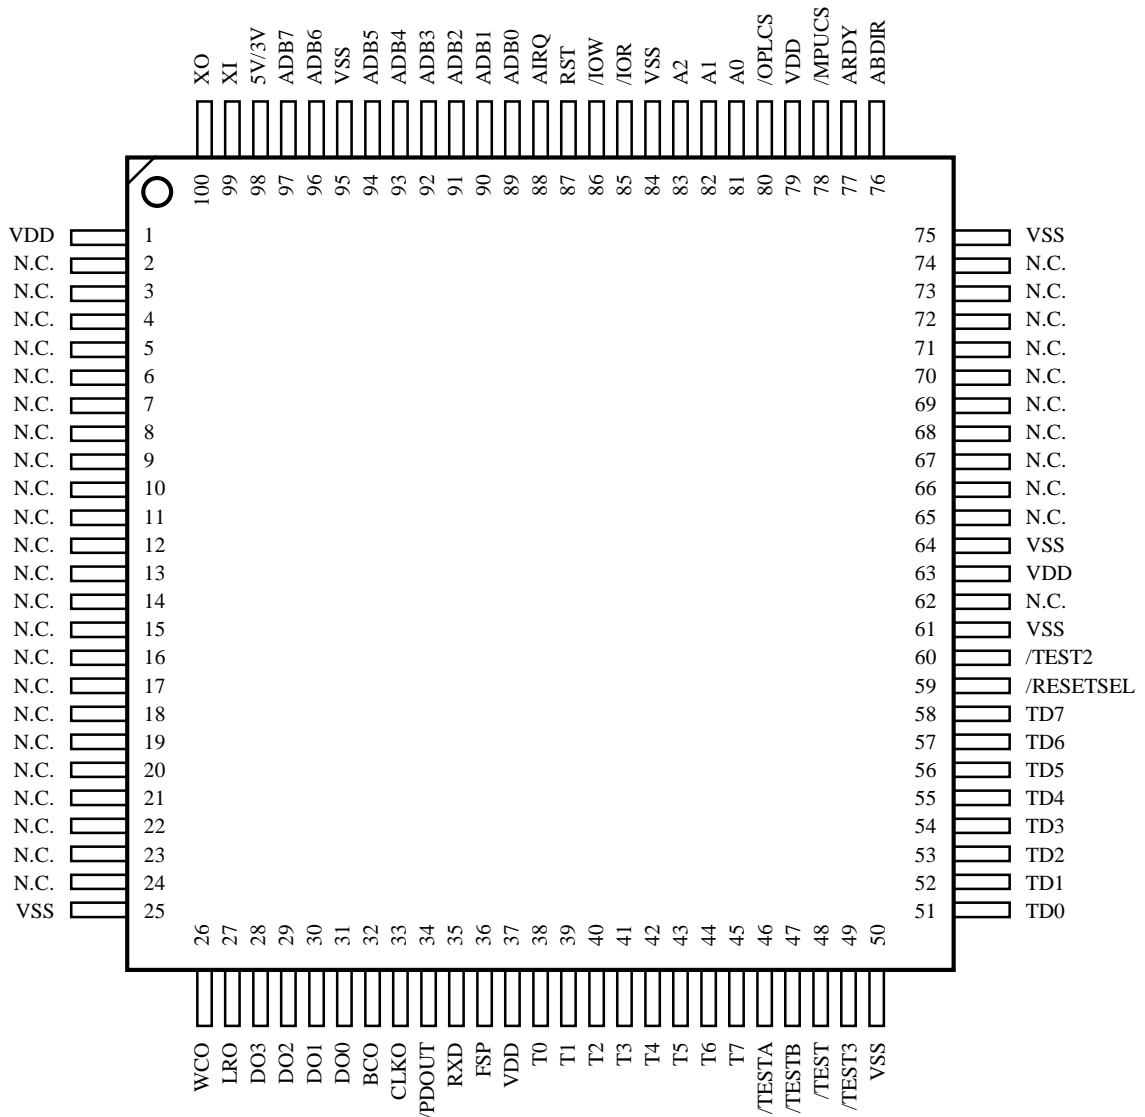 XO XI 5V/3V ADB7 ADB6 VSS ADB5 ADB4 ADB3 ADB2 ADB1 ADB0 AIRQ RST /IOW /IOR VSS A2 A1 A0 /OPLCS VDD /MPUCS ARDY ABDIR
100 99 98 97 96 95 94 93 92 91 90 89 88 87 86 85 84 83 82 81 80 79 78 77 76
VDD 1 75 VSS
N.C. 2 74 N.C.
N.C. 3 73 N.C.
N.C. 4 72 N.C.
N.C. 5 71 N.C.
N.C. 6 70 N.C.
N.C. 7 69 N.C.
N.C. 8 68 N.C.
N.C. 9 67 N.C.
N.C. 10 66 N.C.
N.C. 11 65 N.C.
N.C. 12 64 VSS
N.C. 13 63 VDD
N.C. 14 62 N.C.
N.C. 15 61 VSS
N.C. 16 60 /TEST2
N.C. 17 59 /RESETSEL
N.C. 18 58 TD7
N.C. 19 57 TD6
N.C. 20 56 TD5
N.C. 21 55 TD4
N.C. 22 54 TD3
N.C. 23 53 TD2
N.C. 24 52 TD1
VSS 25 51 TD0
26 27 28 29 30 31 32 33 34 35 36 37 38 39 40 41 42 43 44 45 46 47 48 49 50
WCO LRO DO3 DO2 DO1 DO0 BCO CLKO /PDOUT RXD FSP VDD T0 T1 T2 T3 T4 T5 T6 T7 /TESTA /TESTB /TEST /TEST3 VSS